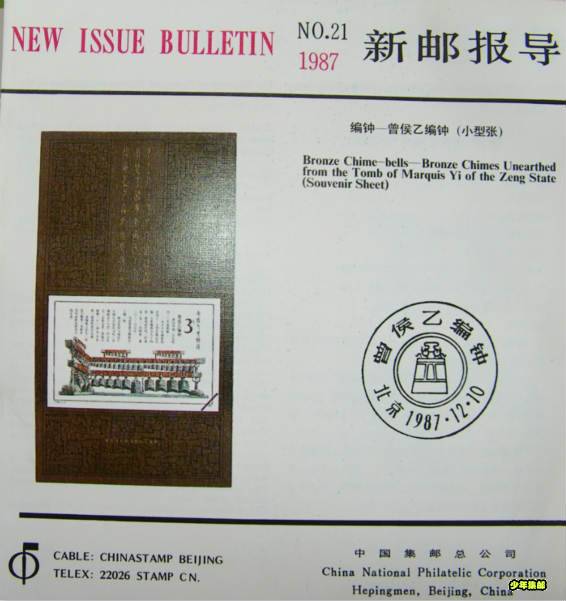 NEW ISSUE BULLETIN
NO.21
1987
新邮报导
编钟—曾侯乙编钟（小型张）
Bronze Chime-bells—Bronze Chimes Unearthed
from the Tomb of Marquis Yi of the Zeng State
(Souvenir Sheet)
3
曾侯乙编钟
北京 1987·12·10
CABLE: CHINASTAMP BEIJING
TELEX: 22026 STAMP CN.
中国集邮总公司
China National Philatelic Corporation
Hepingmen, Beijing, China
少年集邮